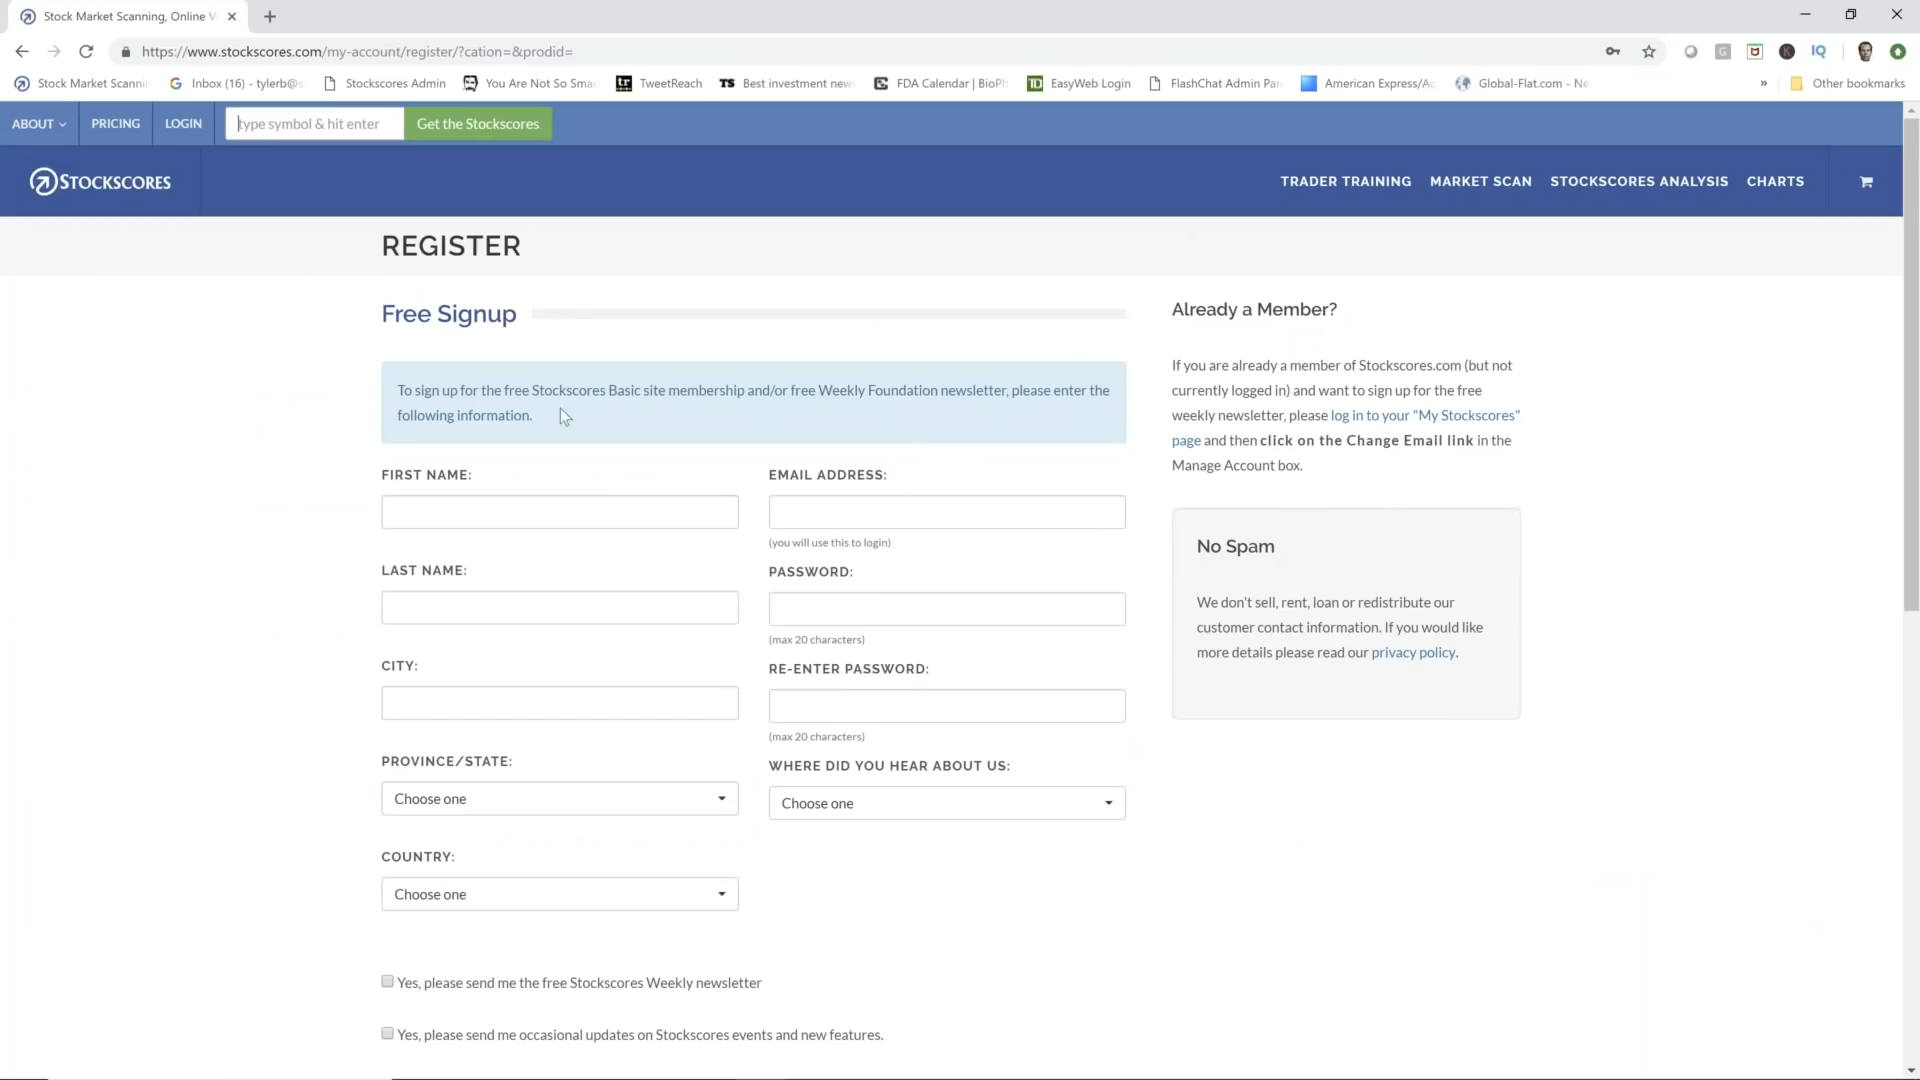 Stock Market Scanning, Online V
https://www.stockscores.com/my-account/register/?cation=&prodid=
Stock Market Scannin
Inbox (16) - tylerb@s
Stockscores Admin
You Are Not So Smar
TweetReach
Best investment new
FDA Calendar | BioPh
EasyWeb Login
FlashChat Admin Pan
American Express/Ac
Global-Flat.com - Ne
»
Other bookmarks
ABOUT
PRICING
LOGIN
type symbol & hit enter
Get the Stockscores
STOCKSCORES
TRADER TRAINING
MARKET SCAN
STOCKSCORES ANALYSIS
CHARTS
REGISTER
Free Signup
To sign up for the free Stockscores Basic site membership and/or free Weekly Foundation newsletter, please enter the
following information.
FIRST NAME:
LAST NAME:
CITY:
PROVINCE/STATE:
Choose one
COUNTRY:
Choose one
EMAIL ADDRESS:
(you will use this to login)
PASSWORD:
(max 20 characters)
RE-ENTER PASSWORD:
(max 20 characters)
WHERE DID YOU HEAR ABOUT US:
Choose one
Yes, please send me the free Stockscores Weekly newsletter
Yes, please send me occasional updates on Stockscores events and new features.
Already a Member?
If you are already a member of Stockscores.com (but not
currently logged in) and want to sign up for the free
weekly newsletter, please log in to your "My Stockscores"
page and then click on the Change Email link in the
Manage Account box.
No Spam
We don't sell, rent, loan or redistribute our
customer contact information. If you would like
more details please read our privacy policy.